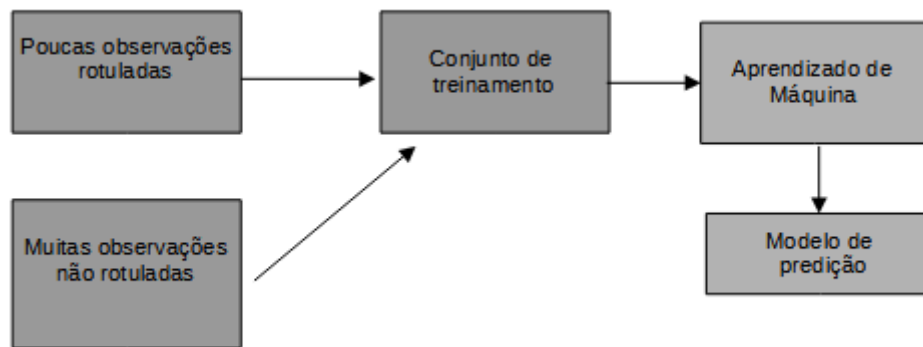 Poucas observações
rotuladas
Conjunto de
treinamento
Aprendizado de
Máquina
Muitas observações
não rotuladas
Modelo de
predição